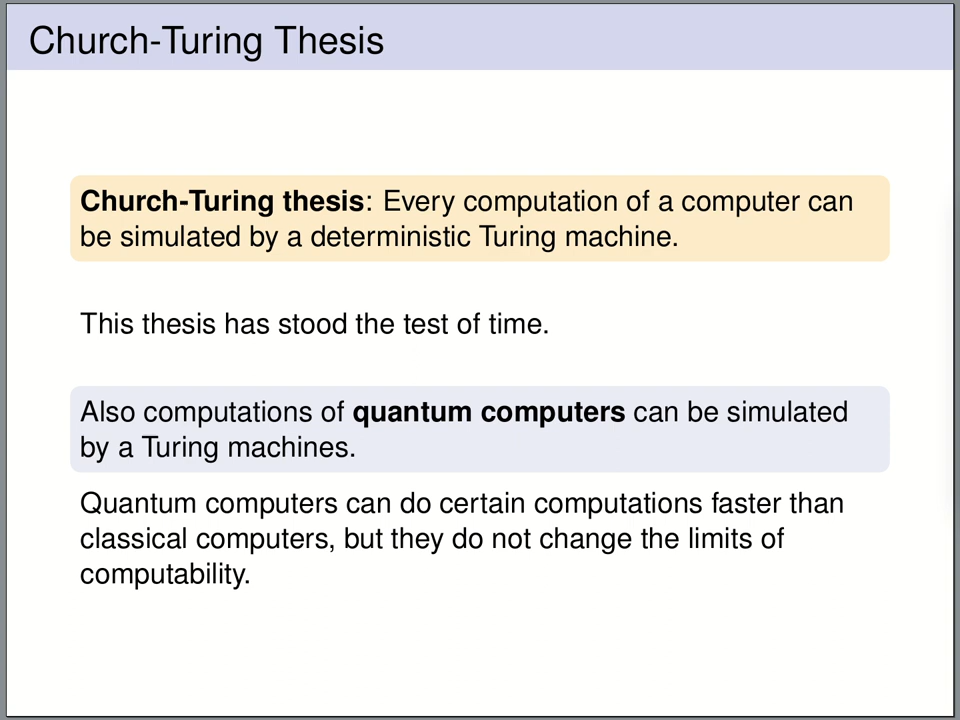 Church-Turing Thesis
Church-Turing thesis: Every computation of a computer can
be simulated by a deterministic Turing machine.
This thesis has stood the test of time.
Also computations of quantum computers can be simulated
by a Turing machines.
Quantum computers can do certain computations faster than
classical computers, but they do not change the limits of
computability.